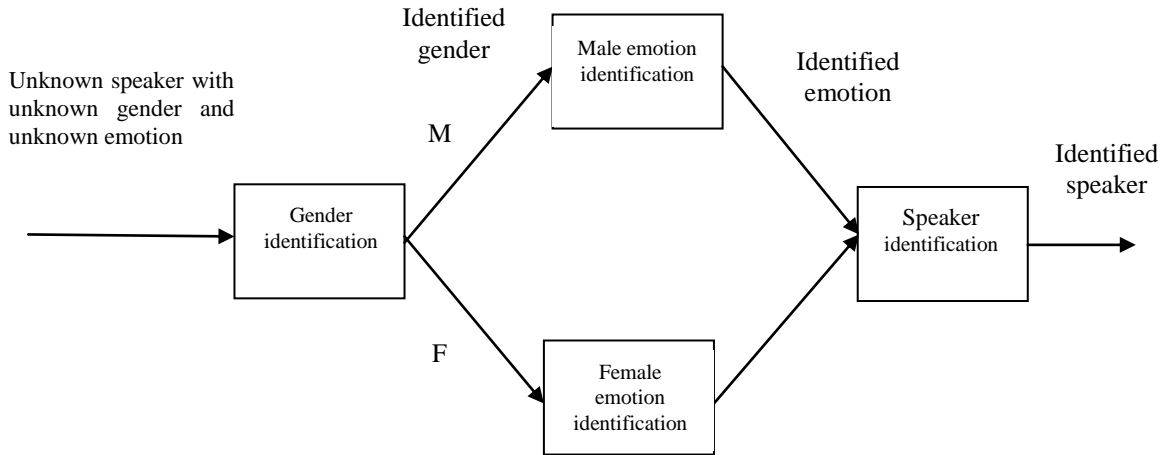 Unknown speaker with
unknown gender and
unknown emotion
Gender
identification
Identified
gender
M
F
Male emotion
identification
Female
emotion
identification
Identified
emotion
Speaker
identification
Identified
speaker